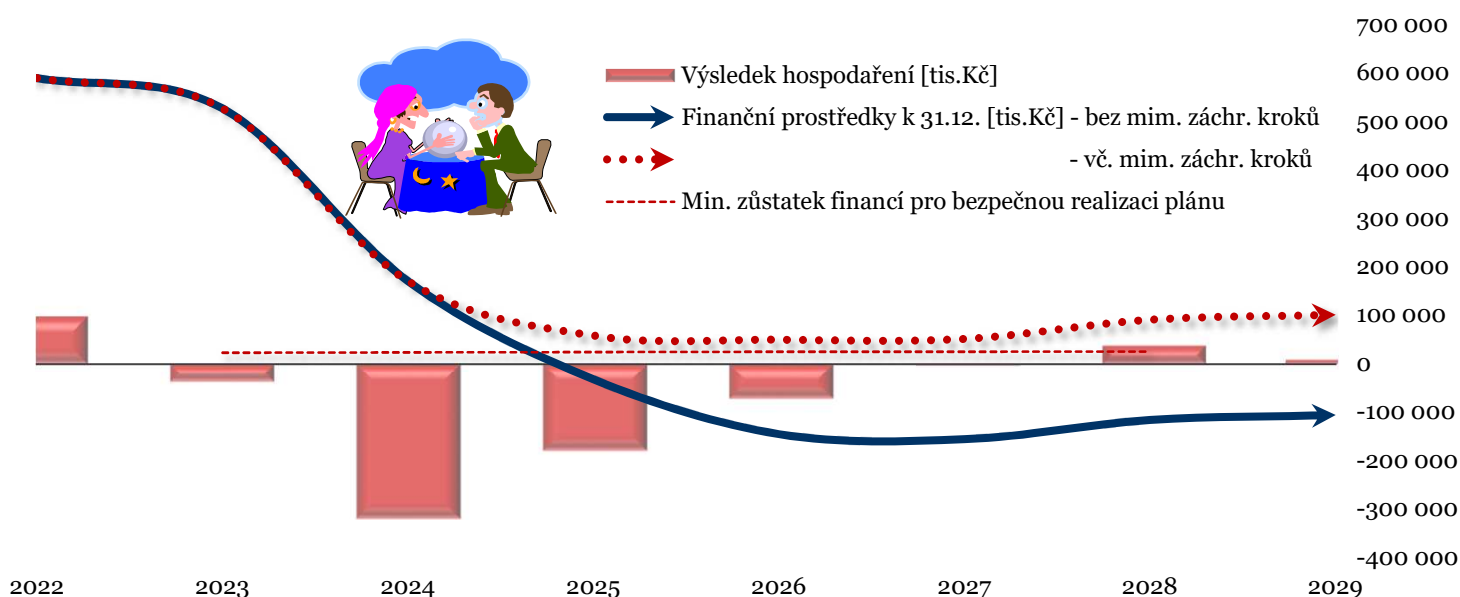 700 000
600 000
500 000
400 000
300 000
200 000
100 000
0
-100 000
-200 000
-300 000
-400 000
Výsledek hospodaření [tis.Kč]
Finanční prostředky k 31.12. [tis.Kč] - bez mim. záchr. kroků
- vč. mim. záchr. kroků
Min. zůstatek financí pro bezpečnou realizaci plánu
2022 2023 2024 2025 2026 2027 2028 2029